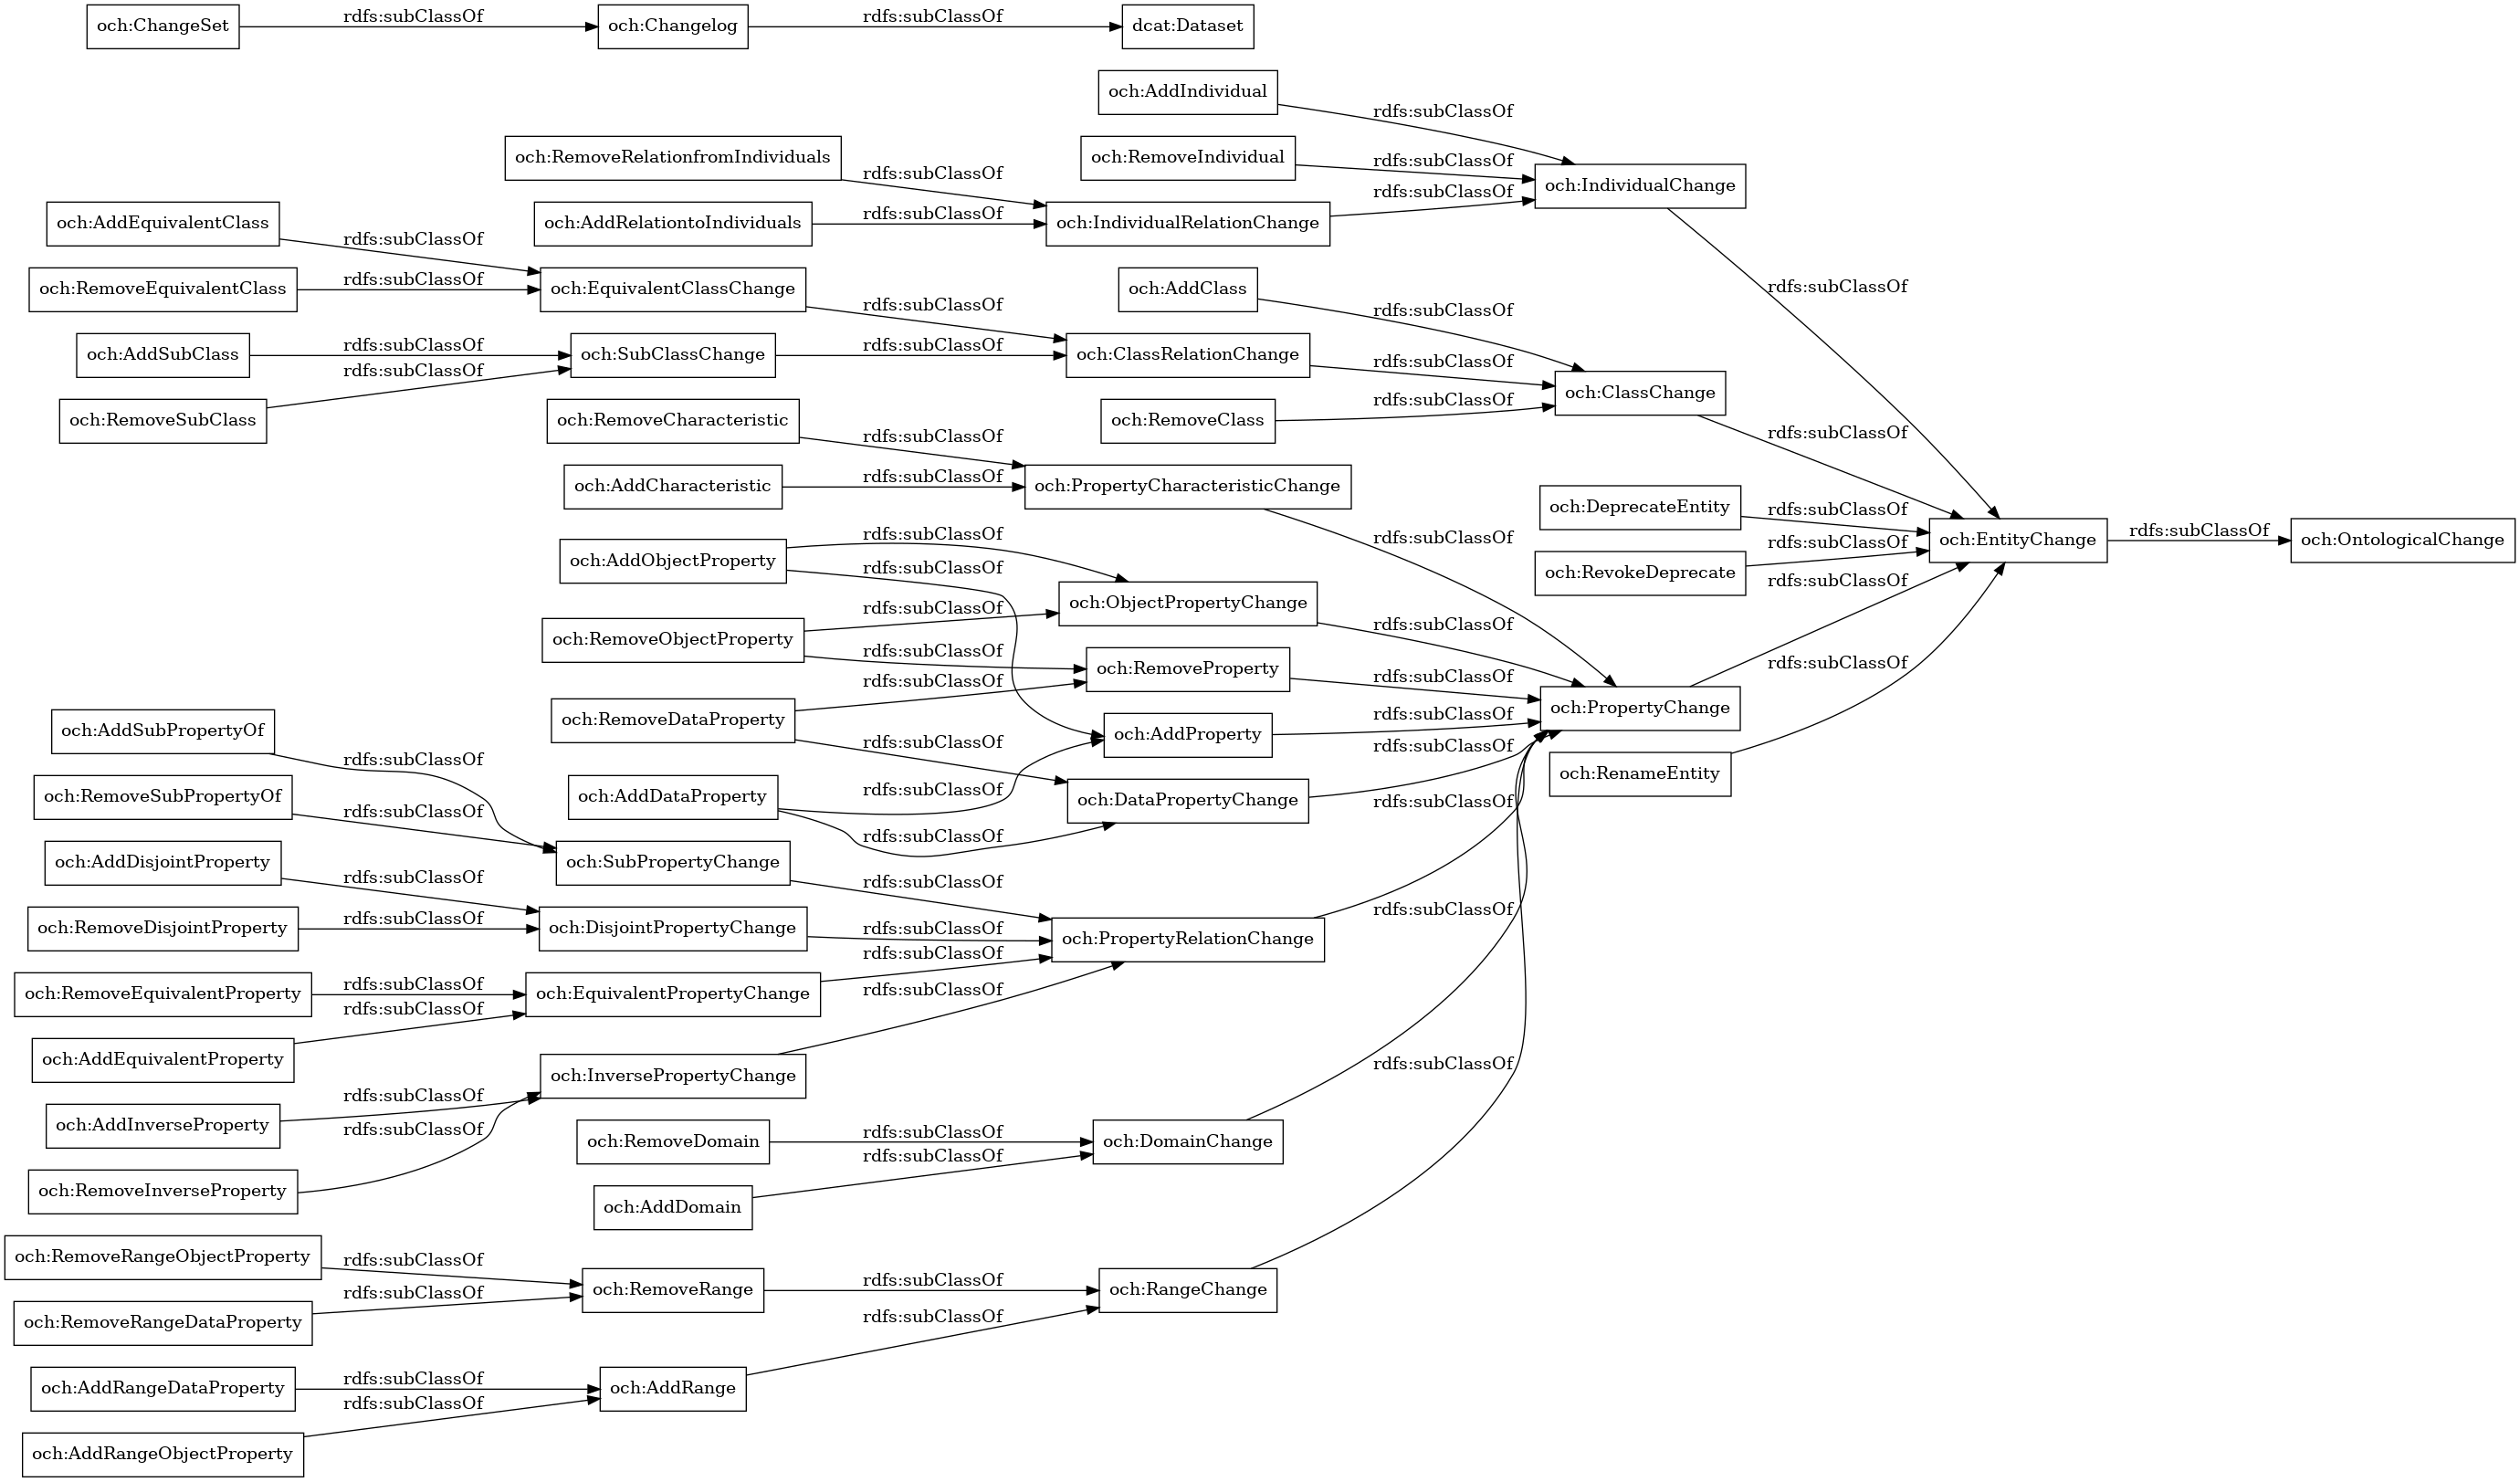 och:ChangeSet
rdfs:subClassOf
och:Changelog
rdfs:subClassOf
dcat:Dataset
och:AddIndividual
rdfs:subClassOf
och:RemoveRelationfromIndividuals
rdfs:subClassOf
och:RemoveIndividual
rdfs:subClassOf
och:IndividualChange
och:AddEquivalentClass
rdfs:subClassOf
och:AddRelationtoIndividuals
rdfs:subClassOf
och:IndividualRelationChange
rdfs:subClassOf
rdfs:subClassOf
och:RemoveEquivalentClass
rdfs:subClassOf
och:EquivalentClassChange
rdfs:subClassOf
och:AddClass
rdfs:subClassOf
och:AddSubClass
rdfs:subClassOf
och:SubClassChange
rdfs:subClassOf
och:ClassRelationChange
rdfs:subClassOf
och:ClassChange
rdfs:subClassOf
och:RemoveSubClass
rdfs:subClassOf
och:RemoveCharacteristic
rdfs:subClassOf
och:RemoveClass
rdfs:subClassOf
och:AddCharacteristic
rdfs:subClassOf
och:PropertyCharacteristicChange
rdfs:subClassOf
och:DeprecateEntity
rdfs:subClassOf
och:EntityChange
rdfs:subClassOf
och:OntologicalChange
och:AddObjectProperty
rdfs:subClassOf
rdfs:subClassOf
och:RevokeDeprecate
rdfs:subClassOf
och:ObjectPropertyChange
rdfs:subClassOf
rdfs:subClassOf
och:RemoveObjectProperty
rdfs:subClassOf
rdfs:subClassOf
och:RemoveProperty
rdfs:subClassOf
rdfs:subClassOf
och:RemoveDataProperty
rdfs:subClassOf
rdfs:subClassOf
och:AddProperty
rdfs:subClassOf
och:PropertyChange
och:AddSubPropertyOf
rdfs:subClassOf
och:RemoveSubPropertyOf
rdfs:subClassOf
och:AddDataProperty
rdfs:subClassOf
rdfs:subClassOf
och:DataPropertyChange
rdfs:subClassOf
och:RenameEntity
och:AddDisjointProperty
rdfs:subClassOf
och:SubPropertyChange
rdfs:subClassOf
rdfs:subClassOf
och:RemoveDisjointProperty
rdfs:subClassOf
och:DisjointPropertyChange
rdfs:subClassOf
och:PropertyRelationChange
rdfs:subClassOf
och:RemoveEquivalentProperty
rdfs:subClassOf
och:EquivalentPropertyChange
rdfs:subClassOf
och:AddEquivalentProperty
rdfs:subClassOf
och:InversePropertyChange
rdfs:subClassOf
rdfs:subClassOf
och:AddInverseProperty
rdfs:subClassOf
och:RemoveInverseProperty
rdfs:subClassOf
och:RemoveDomain
rdfs:subClassOf
och:DomainChange
och:AddDomain
rdfs:subClassOf
och:RemoveRangeObjectProperty
rdfs:subClassOf
och:RemoveRange
rdfs:subClassOf
och:RangeChange
och:RemoveRangeDataProperty
rdfs:subClassOf
och:AddRangeDataProperty
rdfs:subClassOf
och:AddRange
och:AddRangeObjectProperty
rdfs:subClassOf